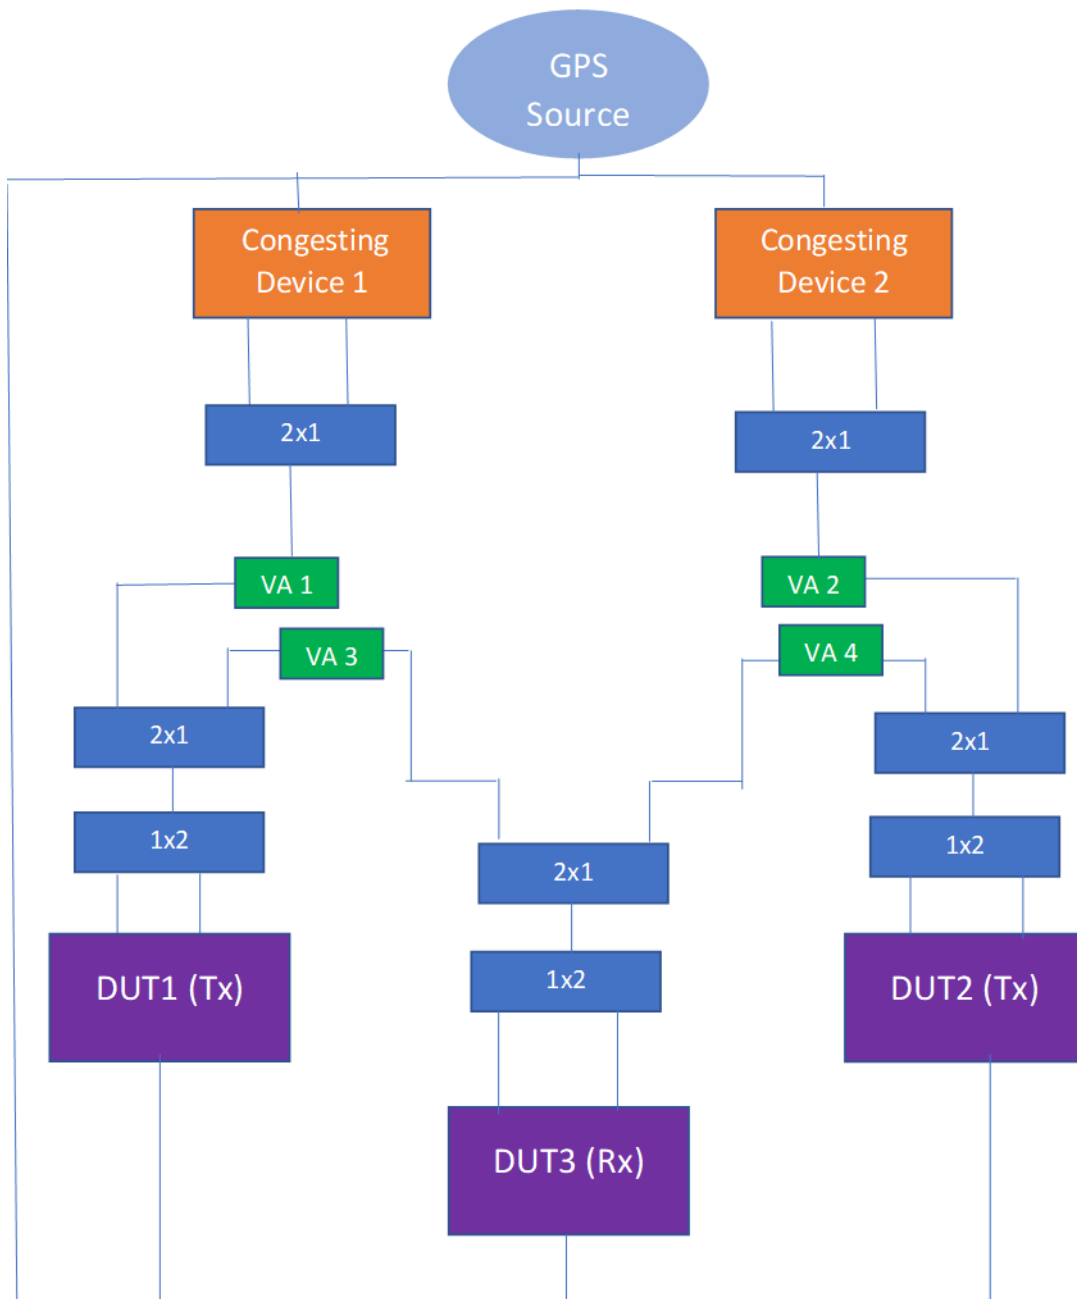 GPS
Source
Congesting
Device 1
Congesting
Device 2
2x1
2x1
VA 1
VA 2
VA 3
VA 4
2x1
2x1
1x2
1x2
2x1
1x2
DUT1 (Tx)
DUT2 (Tx)
DUT3 (Rx)